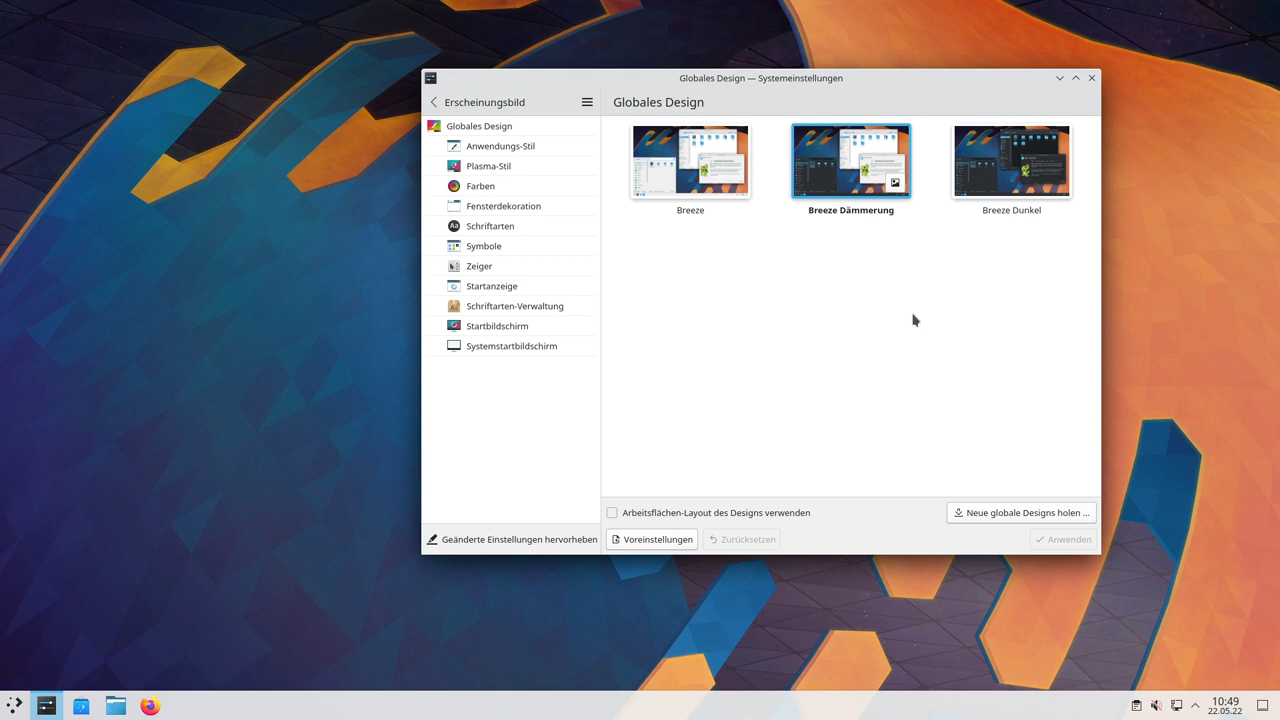 Globales Design — Systemeinstellungen
Erscheinungsbild
Globales Design
Globales Design
Anwendungs-Stil
Plasma-Stil
Farben
Fensterdekoration
Schriftarten
Symbole
Zeiger
Startanzeige
Schriftarten-Verwaltung
Startbildschirm
Systemstartbildschirm
Breeze
Breeze Dämmerung
Breeze Dunkel
Arbeitsflächen-Layout des Designs verwenden
Neue globale Designs holen ...
Geänderte Einstellungen hervorheben
Voreinstellungen
Zurücksetzen
Anwenden
10:49
22.05.22